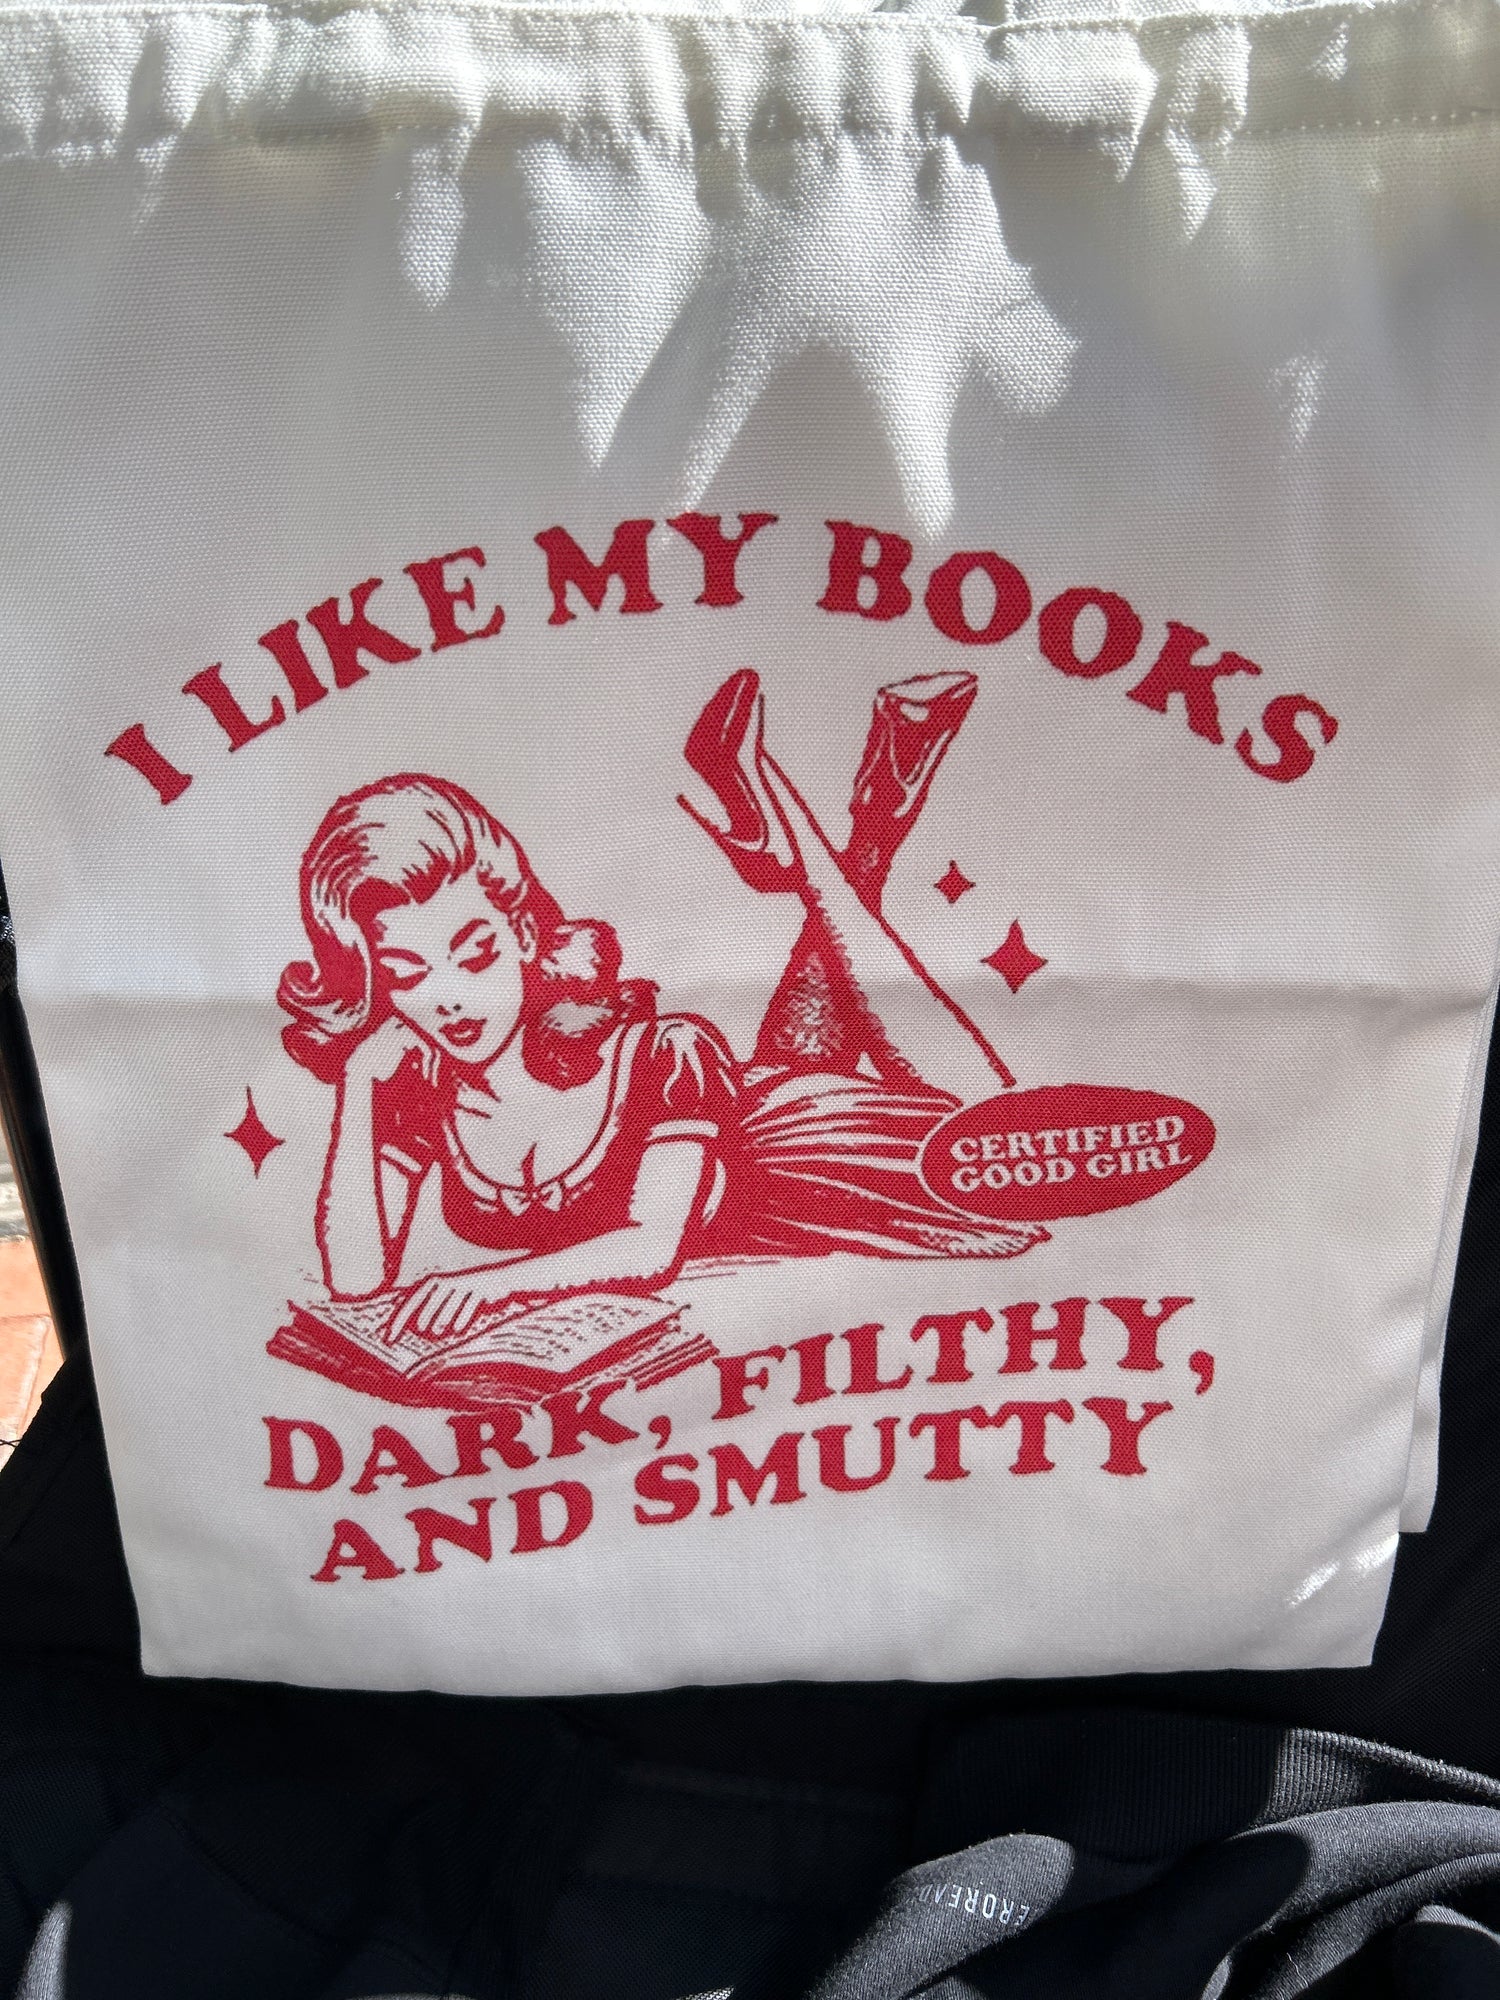 I LIKE MY BOOKS
CERTIFIED
GOOD GIRL
DARK, FILTHY,
AND SMUTTY